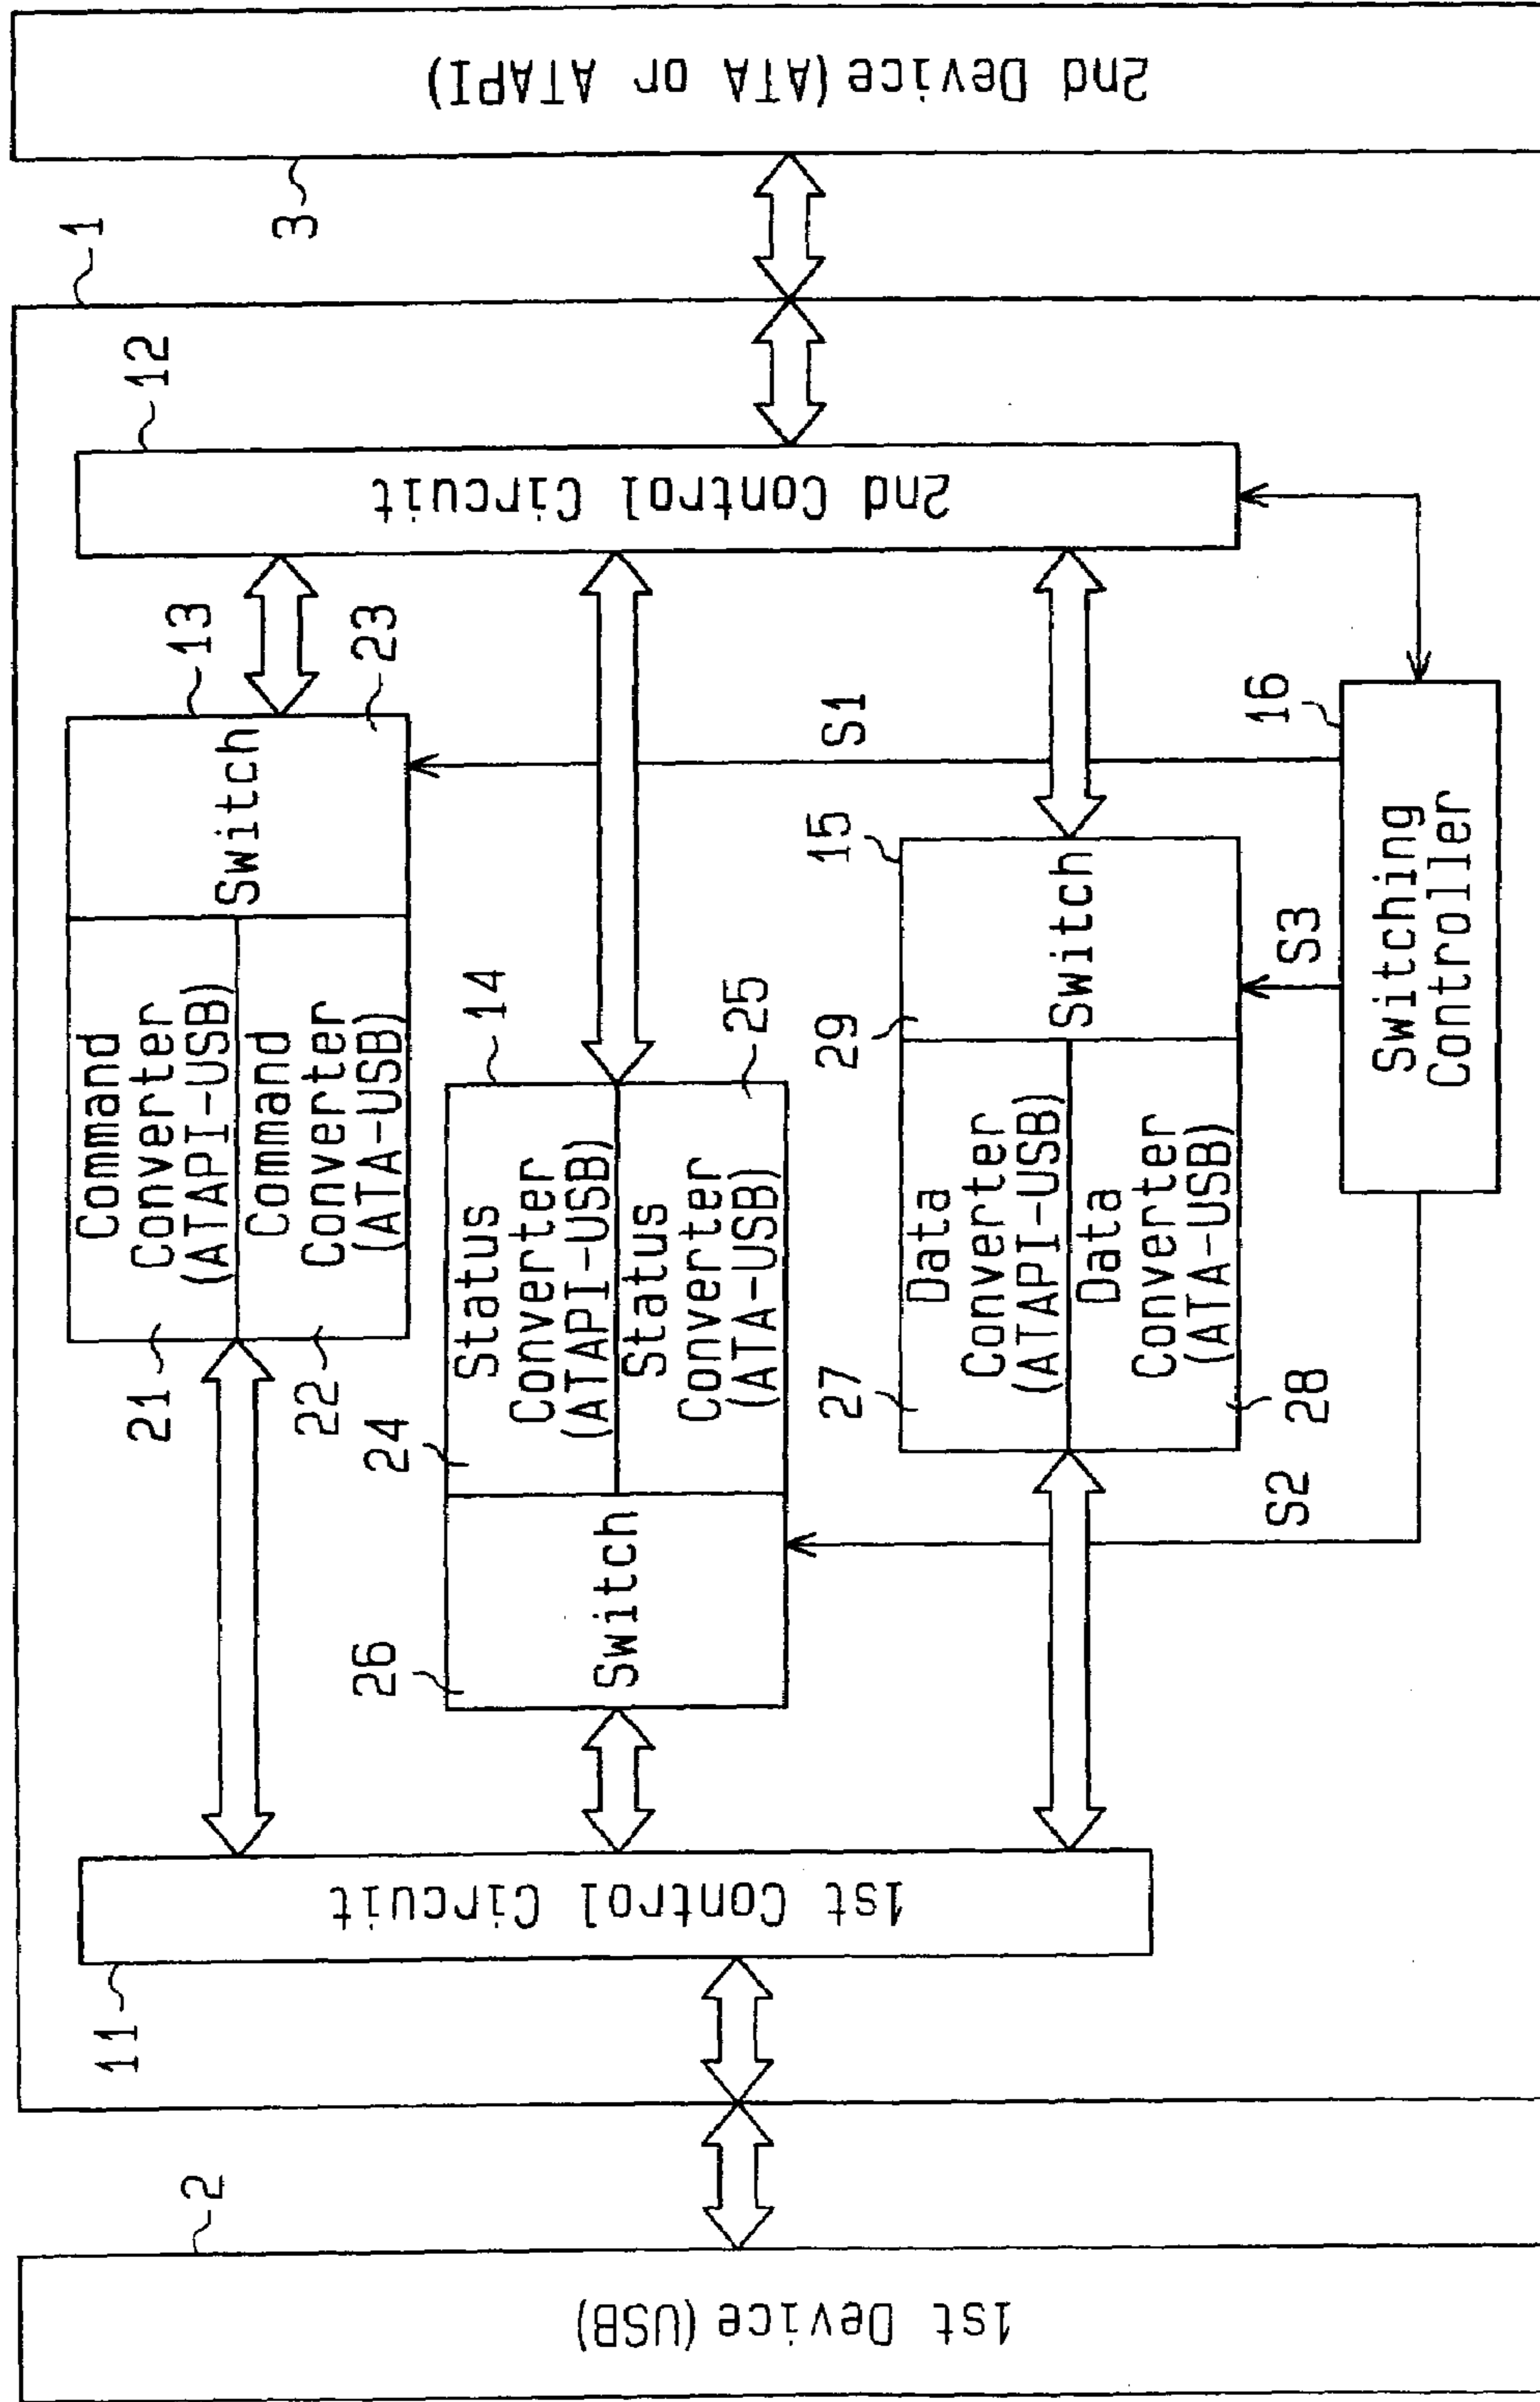 1st Device (USB)
2
1
11
1st Control Circuit
21
Command
Converter
(ATAPI-USB)
22
Command
Converter
(ATA-USB)
13
Switch
23
14
26
Switch
24
Status
Converter
(ATAPI-USB)
Status
Converter
(ATA-USB)
25
15
27
Data
Converter
(ATAPI-USB)
Data
Converter
(ATA-USB)
28
29
Switch
S1
S2
S3
16
Switching
Controller
12
2nd Control Circuit
3
2nd Device (ATA or ATAPI)